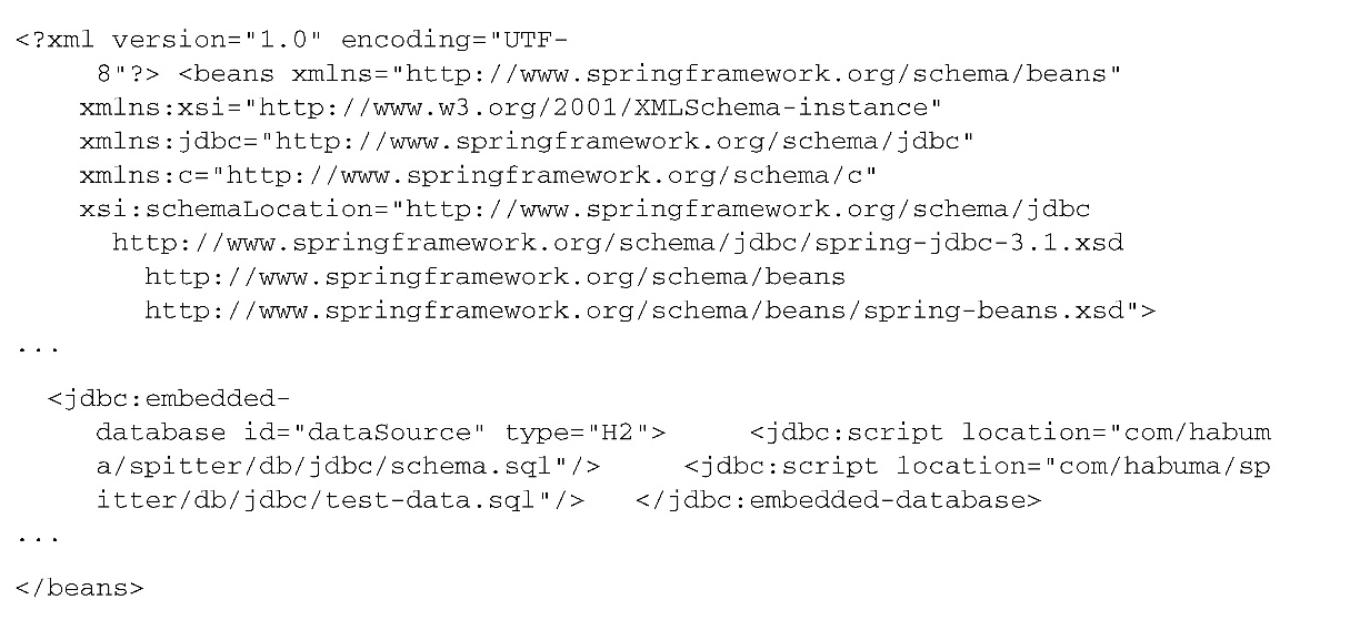 <?xml version="1.0" encoding="UTF-
8"?> <beans xmlns="http://www.springframework.org/schema/beans"
xmlns:xsi="http://www.w3.org/2001/XMLSchema-instance"
xmlns:jdbc="http://www.springframework.org/schema/jdbc"
xmlns:c="http://www.springframework.org/schema/c"
xsi:schemaLocation="http://www.springframework.org/schema/jdbc
http://www.springframework.org/schema/jdbc/spring-jdbc-3.1.xsd
http://www.springframework.org/schema/beans
http://www.springframework.org/schema/beans/spring-beans.xsd">
...
<jdbc:embedded-
database id="dataSource" type="H2">     <jdbc:script location="com/habum
a/spitter/db/jdbc/schema.sql"/>     <jdbc:script location="com/habuma/sp
itter/db/jdbc/test-data.sql"/>   </jdbc:embedded-database>
...
</beans>